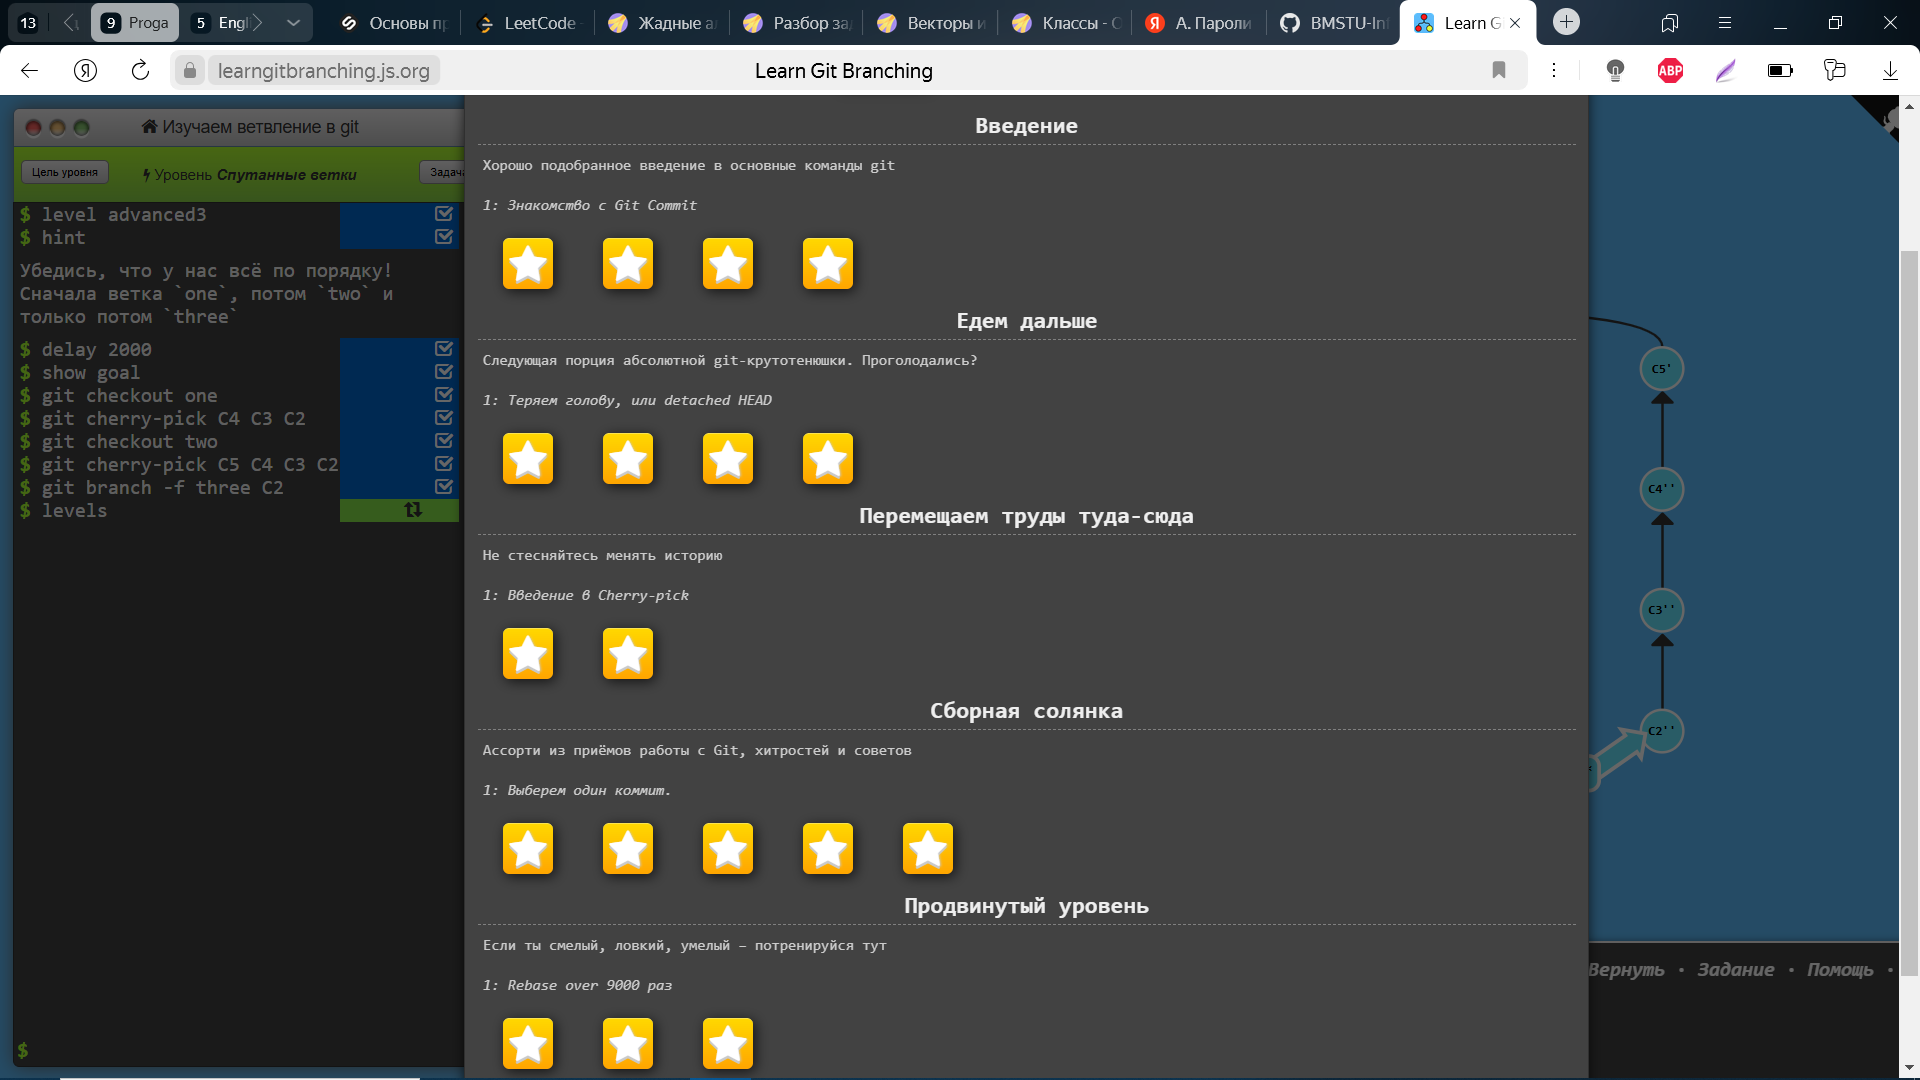 13
9 Proga
5 Engl
Основы пр
LeetCode -
Жадные ал
Разбор зад
Векторы и
Классы - С
А. Пароли
BMSTU-Inf
Learn G
learngitbranching.js.org
Learn Git Branching
ABP
Изучаем ветвление в git
Цель уровня
Уровень Спутанные ветки
Задача
$ level advanced3
$ hint
Убедись, что у нас всё по порядку!
Сначала ветка `one`, потом `two` и
только потом `three`
$ delay 2000
$ show goal
$ git checkout one
$ git cherry-pick C4 C3 C2
$ git checkout two
$ git cherry-pick C5 C4 C3 C2
$ git branch -f three C2
$ levels
$
Введение
Хорошо подобранное введение в основные команды git
1: Знакомство с Git Commit
Едем дальше
Следующая порция абсолютной git-крутотенюшки. Проголодались?
1: Теряем голову, или detached HEAD
Перемещаем труды туда-сюда
Не стесняйтесь менять историю
1: Введение в Cherry-pick
Сборная солянка
Ассорти из приёмов работы с Git, хитростей и советов
1: Выберем один коммит.
Продвинутый уровень
Если ты смелый, ловкий, умелый – потренируйся тут
1: Rebase over 9000 раз
C5'
C4''
C3''
C2''
Вернуть • Задание • Помощь •